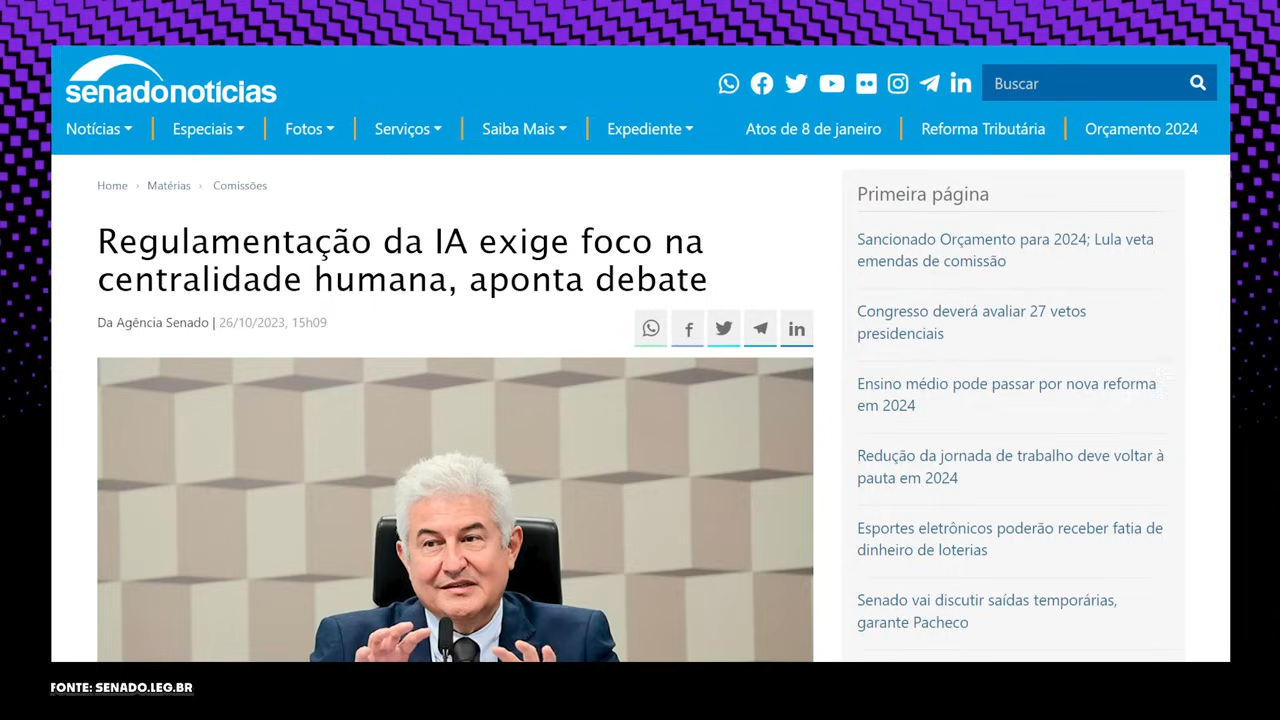 senadonotícias
Buscar
Notícias
Especiais
Fotos
Serviços
Saiba Mais
Expediente
Atos de 8 de janeiro
Reforma Tributária
Orçamento 2024
Home › Matérias › Comissões
Regulamentação da IA exige foco na
centralidade humana, aponta debate
Da Agência Senado | 26/10/2023, 15h09
Primeira página
Sancionado Orçamento para 2024; Lula veta
emendas de comissão
Congresso deverá avaliar 27 vetos
presidenciais
Ensino médio pode passar por nova reforma
em 2024
Redução da jornada de trabalho deve voltar à
pauta em 2024
Esportes eletrônicos poderão receber fatia de
dinheiro de loterias
Senado vai discutir saídas temporárias,
garante Pacheco
FONTE: SENADO.LEG.BR